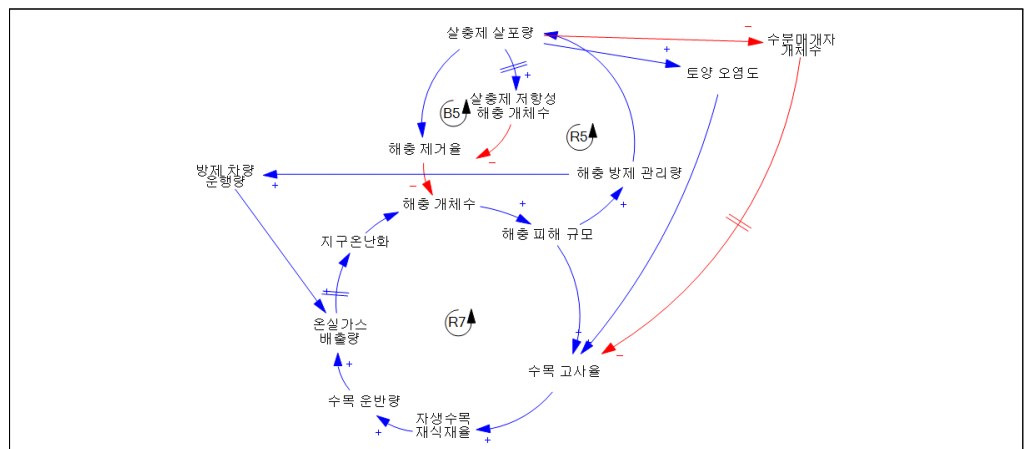 살충제 살포량
−
수분매개자
개체수
+
토양 오염도
+
살충제 저항성
해충 개체수
B5
R5
해충 제거율
−
방제 차량
운행량
+
해충 방제 관리량
−
해충 개체수
+
+
해충 피해 규모
지구온난화
+
온실가스
배출량
R7
+
+
−
수목 고사율
+
수목 운반량
자생수목
재식재율
+
+